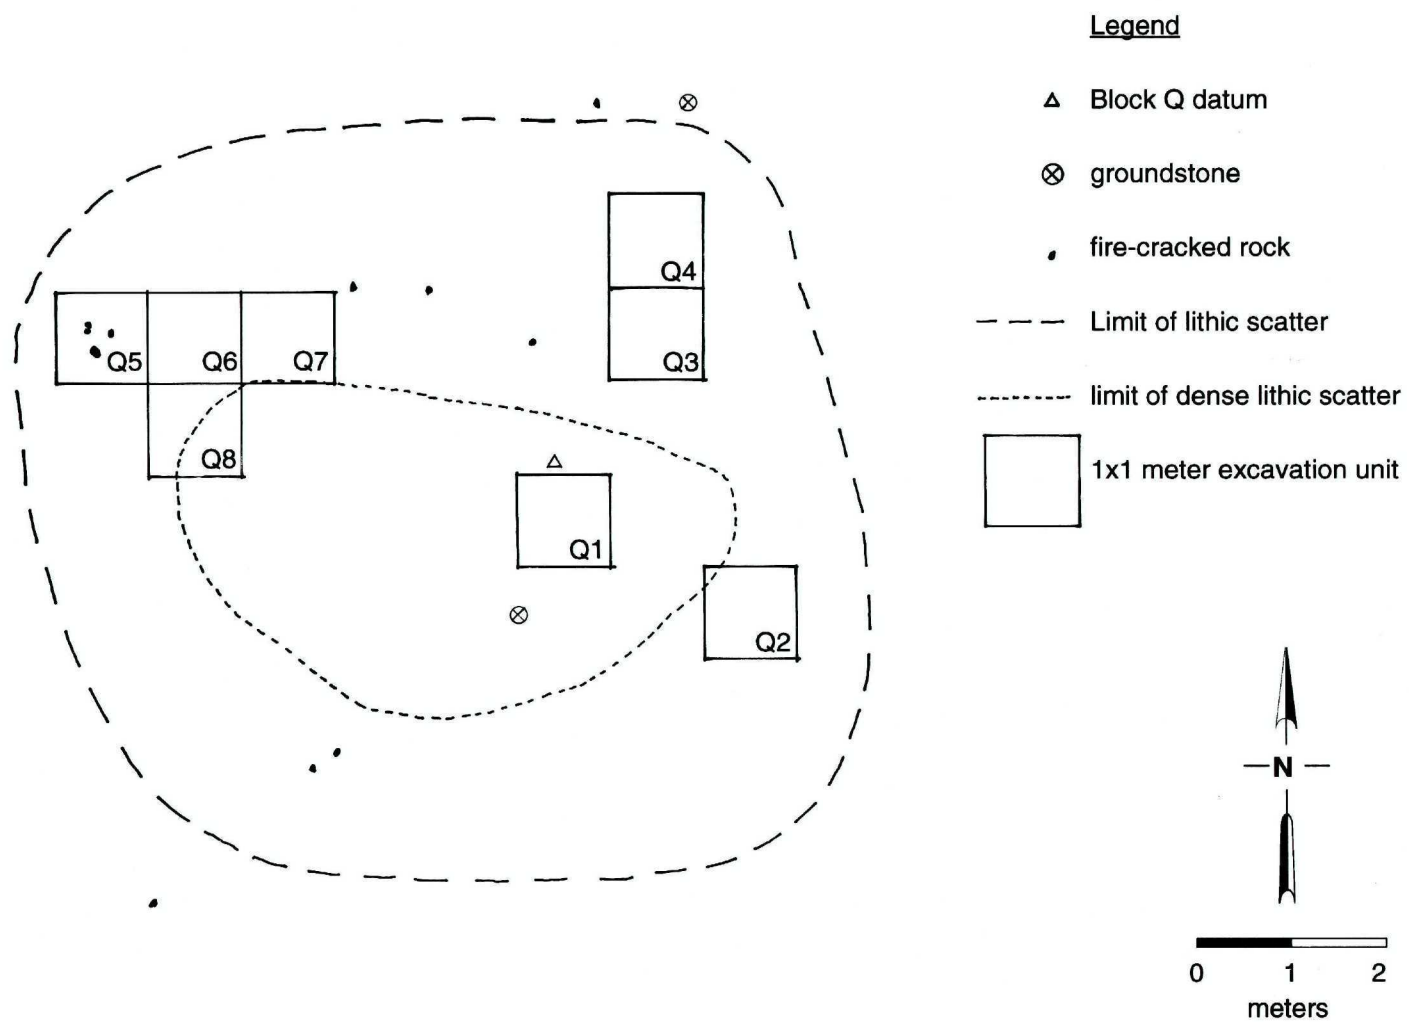 Legend
Block Q datum
groundstone
fire-cracked rock
Limit of lithic scatter
limit of dense lithic scatter
1x1 meter excavation unit
Q4
Q3
Q5
Q6
Q7
Q8
Q1
Q2
N
0 1 2
meters